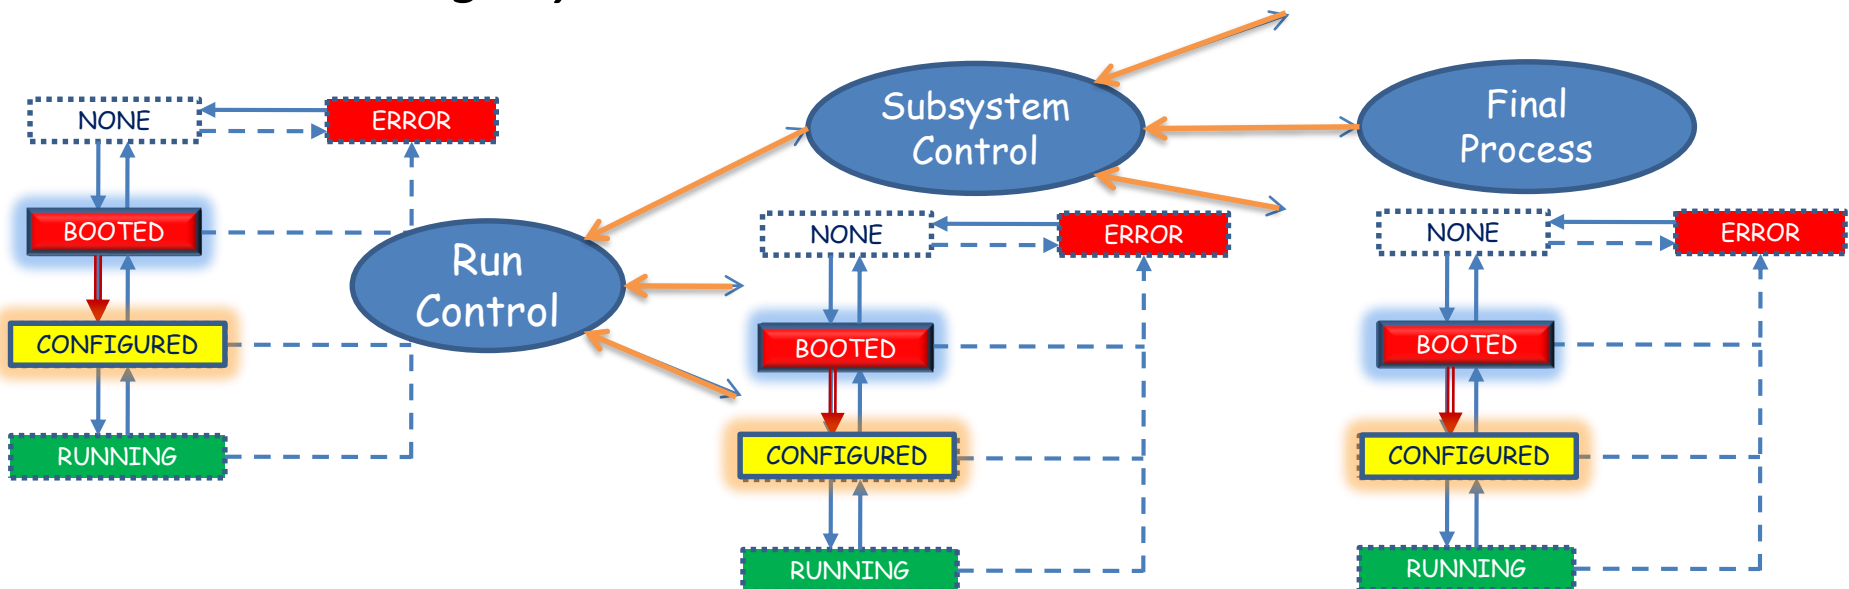 NONE
ERROR
BOOTED
CONFIGURED
RUNNING
Run
Control
Subsystem
Control
NONE
ERROR
BOOTED
CONFIGURED
RUNNING
Final
Process
NONE
ERROR
BOOTED
CONFIGURED
RUNNING